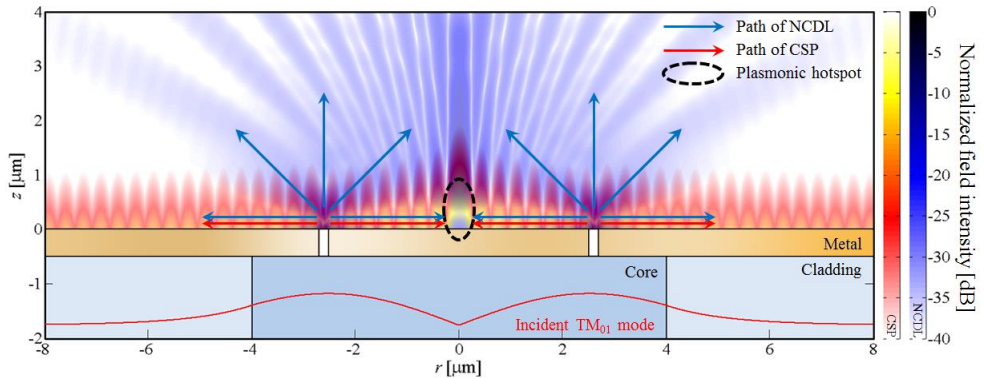 4
3
2
1
0
-1
-2
z [μm]
Path of NCDL
Path of CSP
Plasmonic hotspot
Metal
Core
Cladding
Incident TM₀₁ mode
-8
-6
-4
-2
0
2
4
6
8
r [μm]
CSP
NCDL
0
-5
-10
-15
-20
-25
-30
-35
-40
Normalized field intensity [dB]